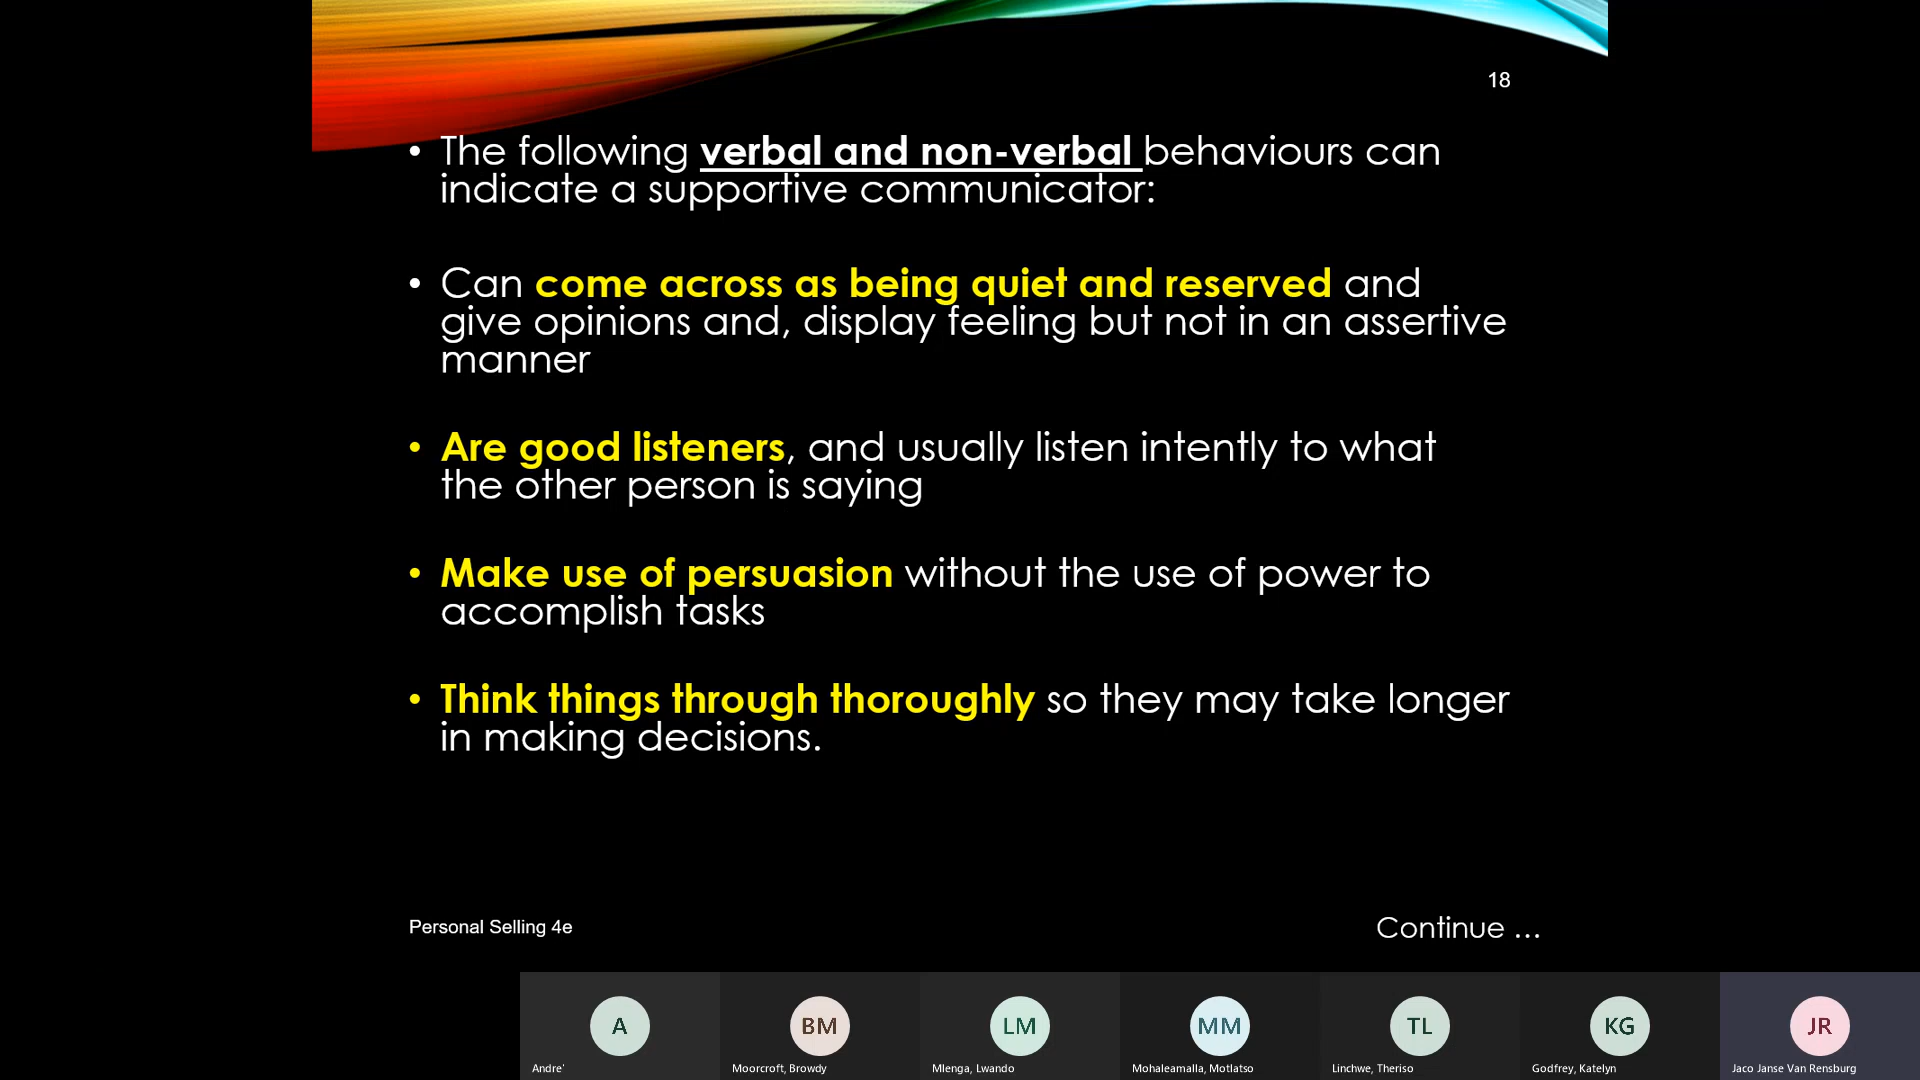 18
• The following verbal and non-verbal behaviours can
indicate a supportive communicator:
• Can come across as being quiet and reserved and
give opinions and, display feeling but not in an assertive
manner
• Are good listeners, and usually listen intently to what
the other person is saying
• Make use of persuasion without the use of power to
accomplish tasks
• Think things through thoroughly so they may take longer
in making decisions.
Personal Selling 4e
Continue ...
A
BM
LM
MM
TL
KG
JR
Andre'
Moorcroft, Browdy
Mlenga, Lwando
Mohaleamalla, Motlatso
Linchwe, Theriso
Godfrey, Katelyn
Jaco Janse Van Rensburg